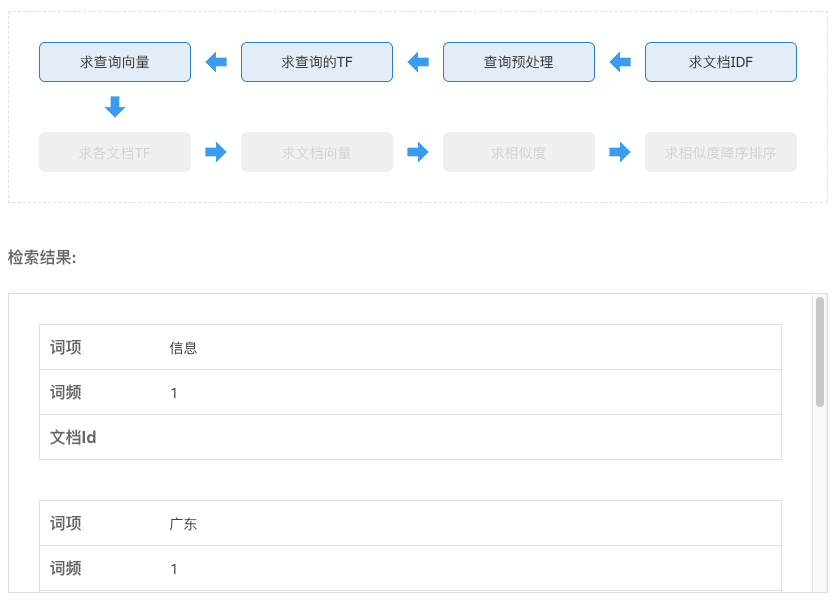 求查询向量 求查询的TF 查询预处理 求文档IDF
求各文档TF 求文档向量 求相似度 求相似度降序排序
检索结果:
词项 信息
词频 1
文档Id
词项 广东
词频 1